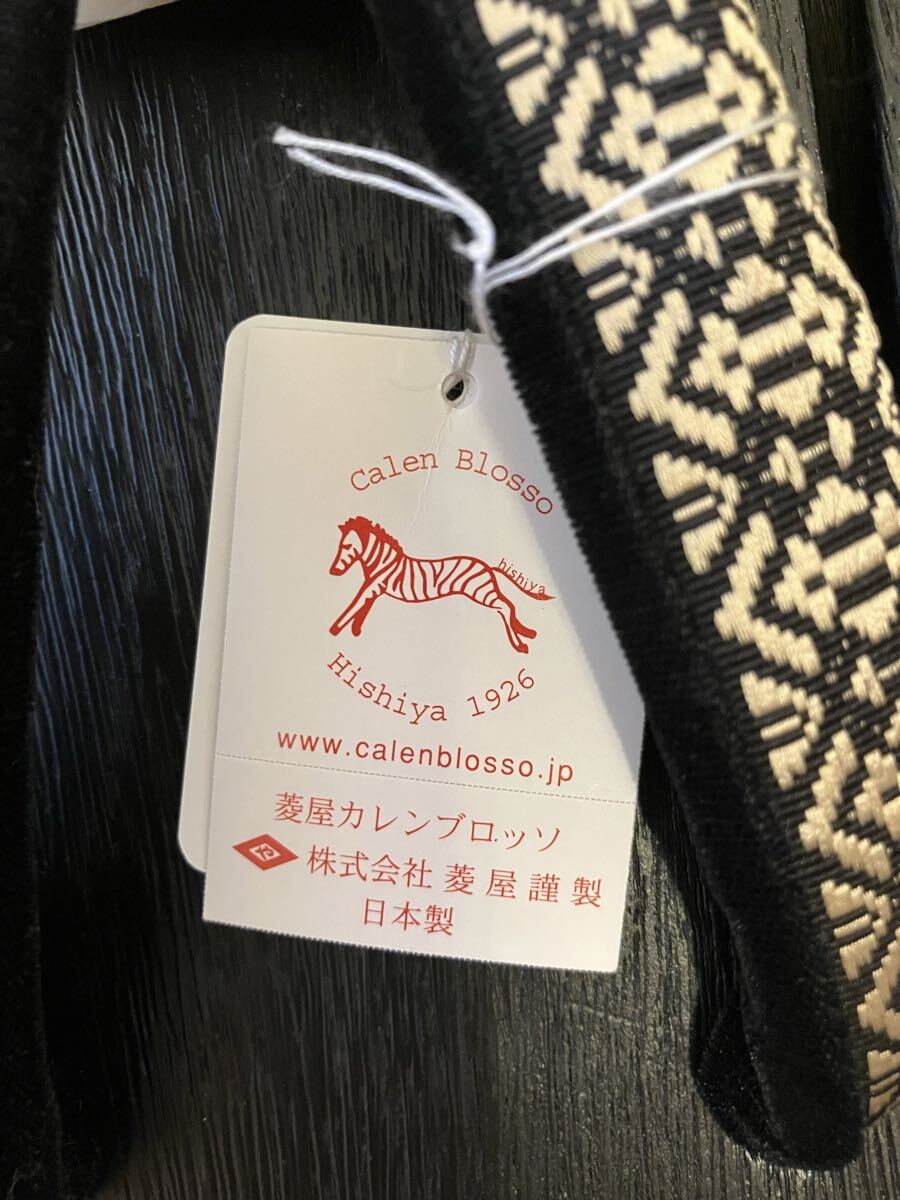 Calen Blosso
hishiya
Hishiya 1926
www.calenblosso.jp
菱屋カレンブロッソ
や 株式会社 菱屋謹製
日本製